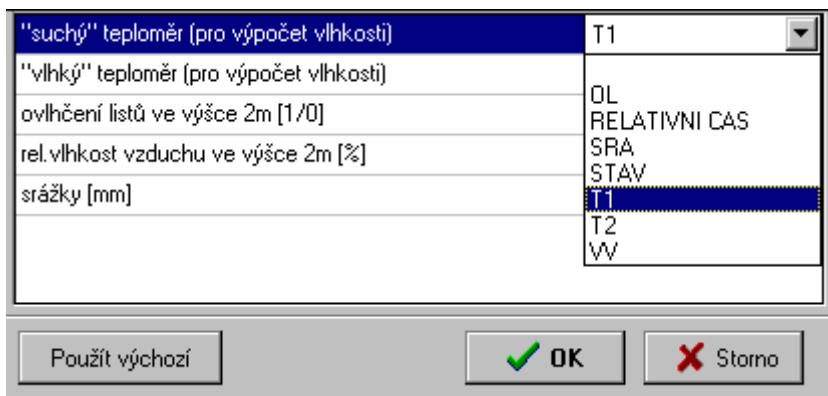 "suchý" teploměr (pro výpočet vlhkosti) T1
"vlhký" teploměr (pro výpočet vlhkosti)
ovlhčení listů ve výšce 2m [1/0]
rel.vlhkost vzduchu ve výšce 2m [%]
srážky [mm]
OL
RELATIVNI CAS
SRA
STAV
T1
T2
VV
Použít výchozí
OK
Storno